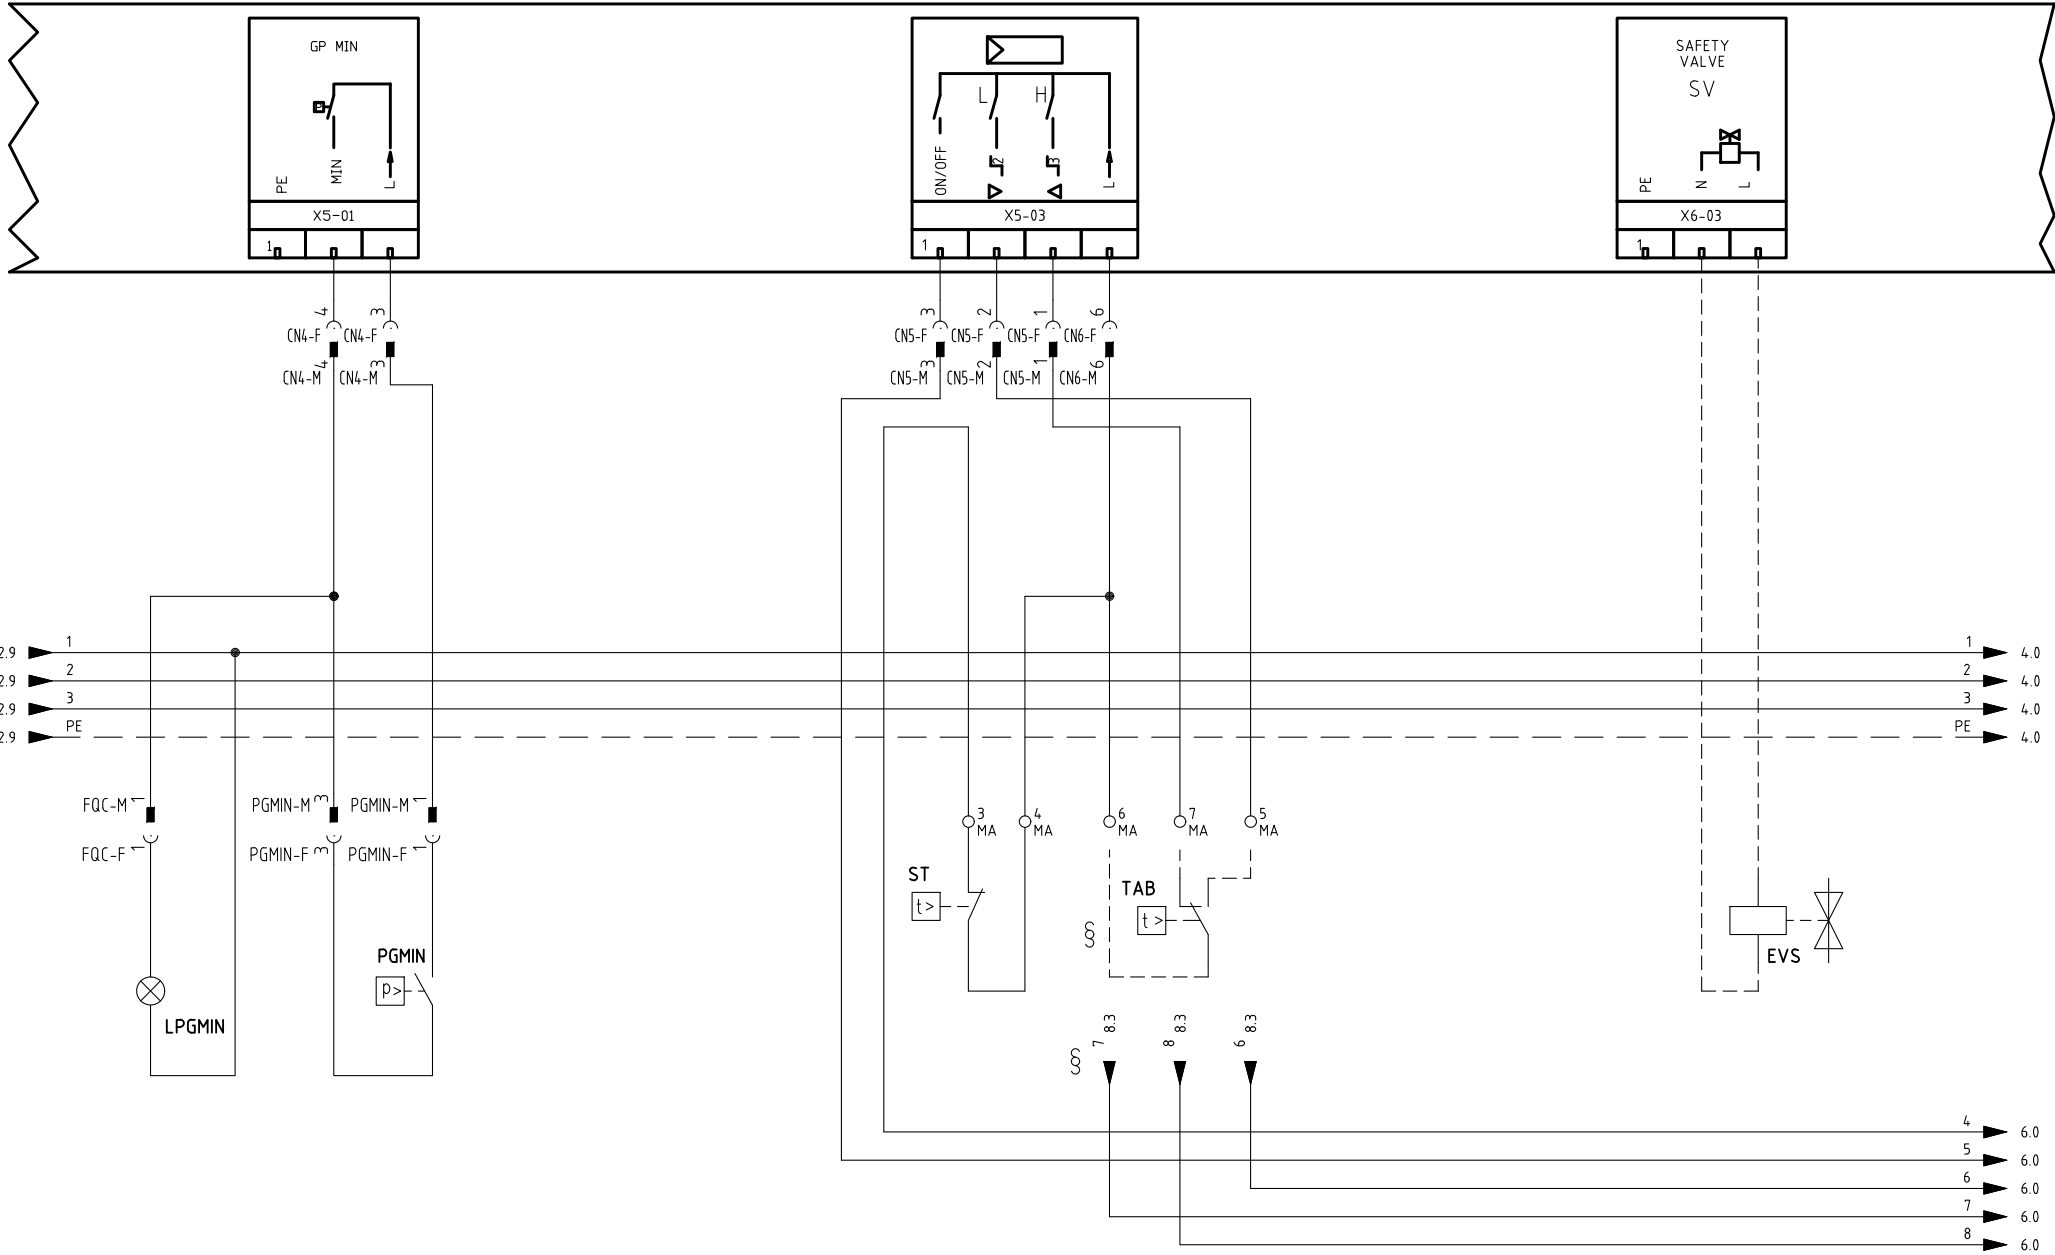 GP MIN
SAFETY
VALVE
SV
L
H
P
MIN
PE
L
ON/OFF
2
3
L
PE
N
L
X5-01
X5-03
X6-03
1
1
1
4
3
3
2
1
6
CN4-F
CN4-F
CN5-F
CN5-F
CN5-F
CN6-F
4
3
3
2
1
6
CN4-M
CN4-M
CN5-M
CN5-M
CN5-M
CN6-M
2.9
1
1
4.0
2.9
2
2
4.0
2.9
3
3
4.0
2.9
PE
PE
4.0
FQC-M 1
PGMIN-M 3
PGMIN-M 1
3
MA
4
MA
6
MA
7
MA
5
MA
FQC-F 1
PGMIN-F 3
PGMIN-F 1
ST
t>
TAB
t>
§
PGMIN
p>
EVS
LPGMIN
§
7
8.3
8
8.3
6
8.3
4
6.0
5
6.0
6
6.0
7
6.0
8
6.0